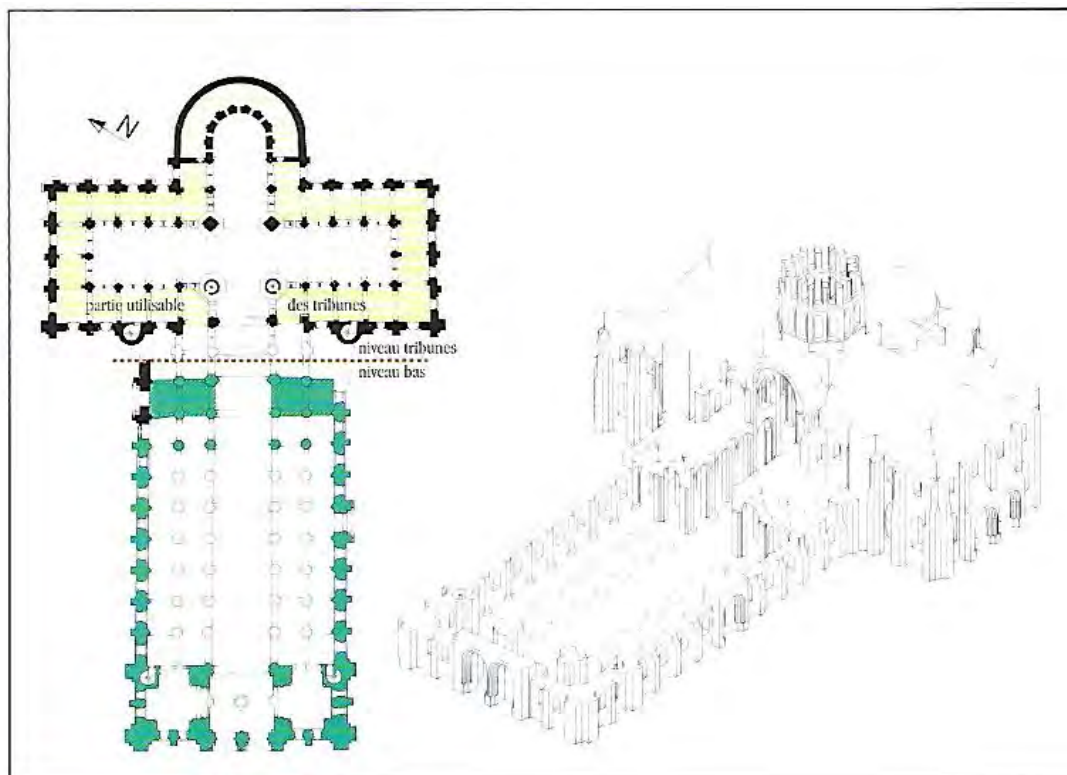 N
partie utilisable
des tribunes
niveau tribunes
niveau bas